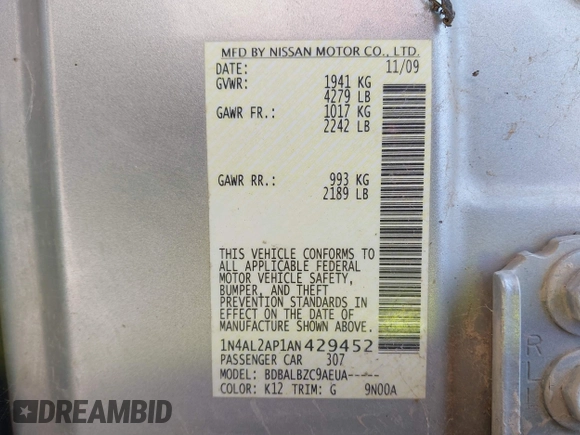 MFD BY NISSAN MOTOR CO., LTD.
DATE: 11/09
GVWR: 1941 KG
4279 LB
GAWR FR.: 1017 KG
2242 LB
GAWR RR.: 993 KG
2189 LB
THIS VEHICLE CONFORMS TO
ALL APPLICABLE FEDERAL
MOTOR VEHICLE SAFETY,
BUMPER, AND THEFT
PREVENTION STANDARDS IN
EFFECT ON THE DATE OF
MANUFACTURE SHOWN ABOVE.
1N4AL2AP1AN429452
PASSENGER CAR 307
MODEL: BDBALBZC9AEUA-----
COLOR: K12 TRIM: G 9N00A
RH
DREAMBID